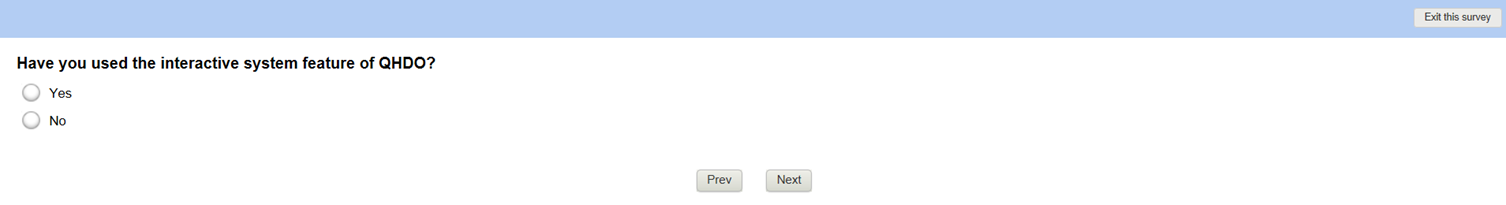 Exit this survey
Have you used the interactive system feature of QHDO?
Yes
No
Prev Next